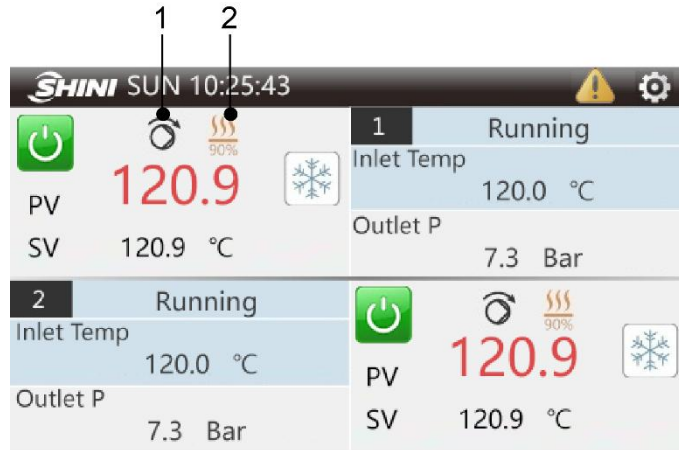 1 2
SHINI SUN 10:25:43
90%
120.9
PV
SV 120.9 °C
1 Running
Inlet Temp
120.0 °C
Outlet P
7.3 Bar
2 Running
Inlet Temp
120.0 °C
Outlet P
7.3 Bar
90%
120.9
PV
SV 120.9 °C